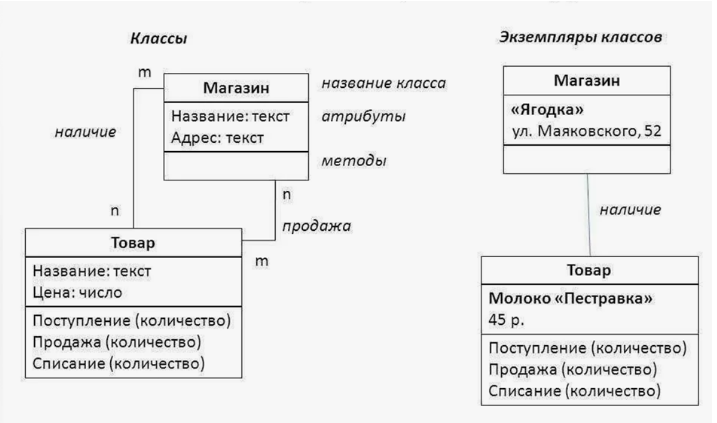 Классы
Экземпляры классов
m
Магазин
название класса
Название: текст
атрибуты
Адрес: текст
наличие
методы
n
n
продажа
m
Товар
Название: текст
Цена: число
Поступление (количество)
Продажа (количество)
Списание (количество)
Магазин
«Ягодка»
ул. Маяковского, 52
наличие
Товар
Молоко «Пестравка»
45 р.
Поступление (количество)
Продажа (количество)
Списание (количество)